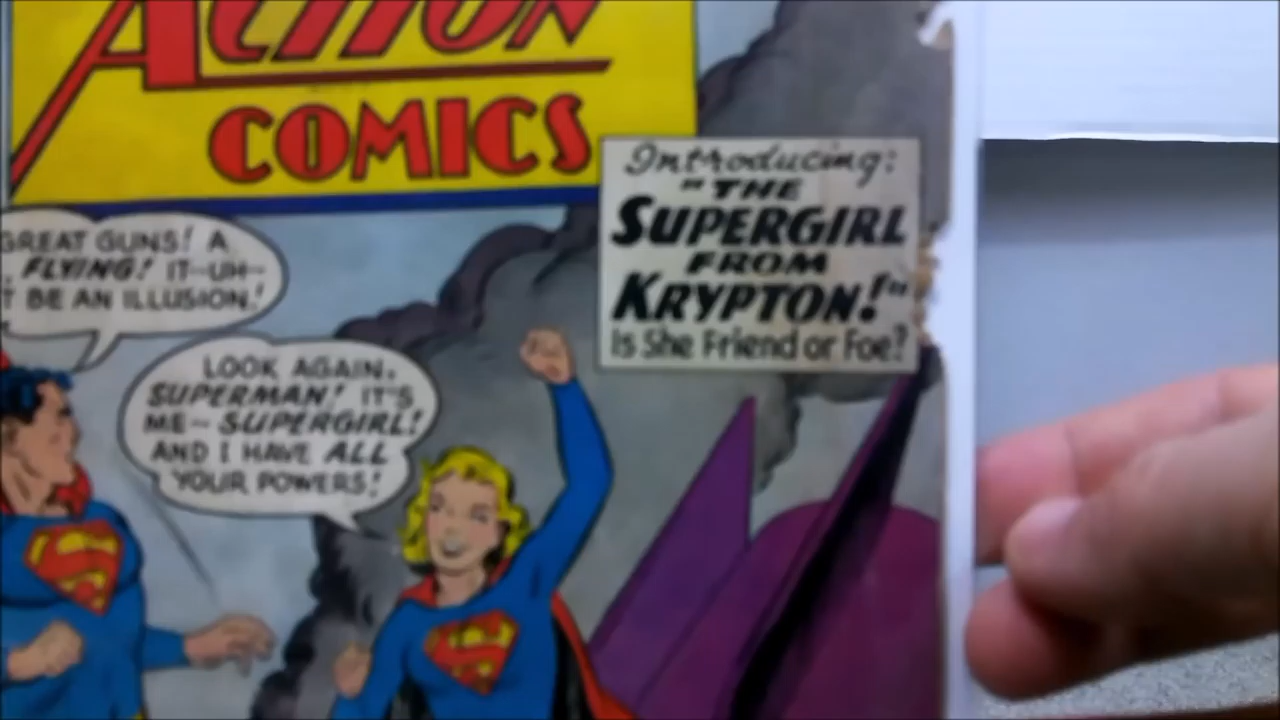 ACTION
COMICS
Introducing:
"THE
SUPERGIRL
FROM
KRYPTON!"
Is She Friend or Foe?
GREAT GUNS! A
FLYING! IT--UH--
T BE AN ILLUSION!
LOOK AGAIN,
SUPERMAN! IT'S
ME-- SUPERGIRL!
AND I HAVE ALL
YOUR POWERS!